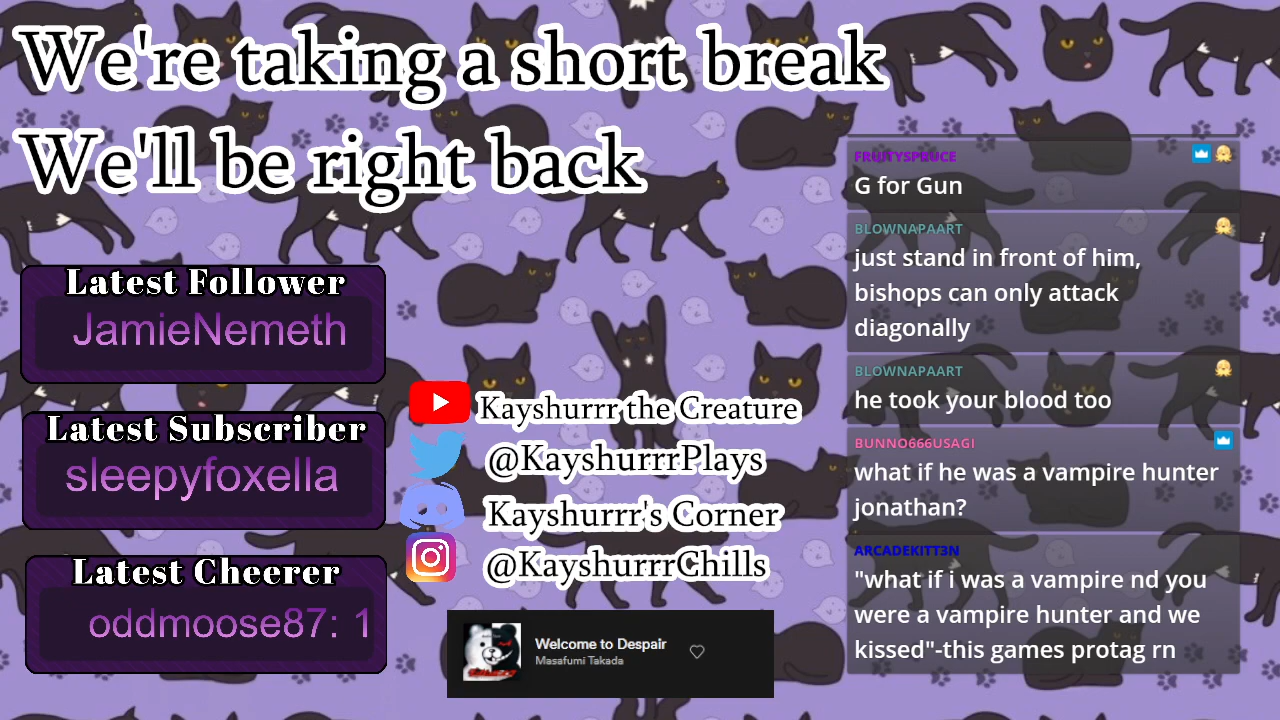 We're taking a short break
We'll be right back
Latest Follower
JamieNemeth
Latest Subscriber
sleepyfoxella
Latest Cheerer
oddmoose87: 1
Kayshurrr the Creature
@KayshurrrPlays
Kayshurrr's Corner
@KayshurrrChills
Welcome to Despair
Masafumi Takada
FRUITYSPRUCE
G for Gun
BLOWNAPAART
just stand in front of him,
bishops can only attack
diagonally
BLOWNAPAART
he took your blood too
BUNNO666USAGI
what if he was a vampire hunter
jonathan?
ARCADEKITT3N
"what if i was a vampire nd you
were a vampire hunter and we
kissed"-this games protag rn